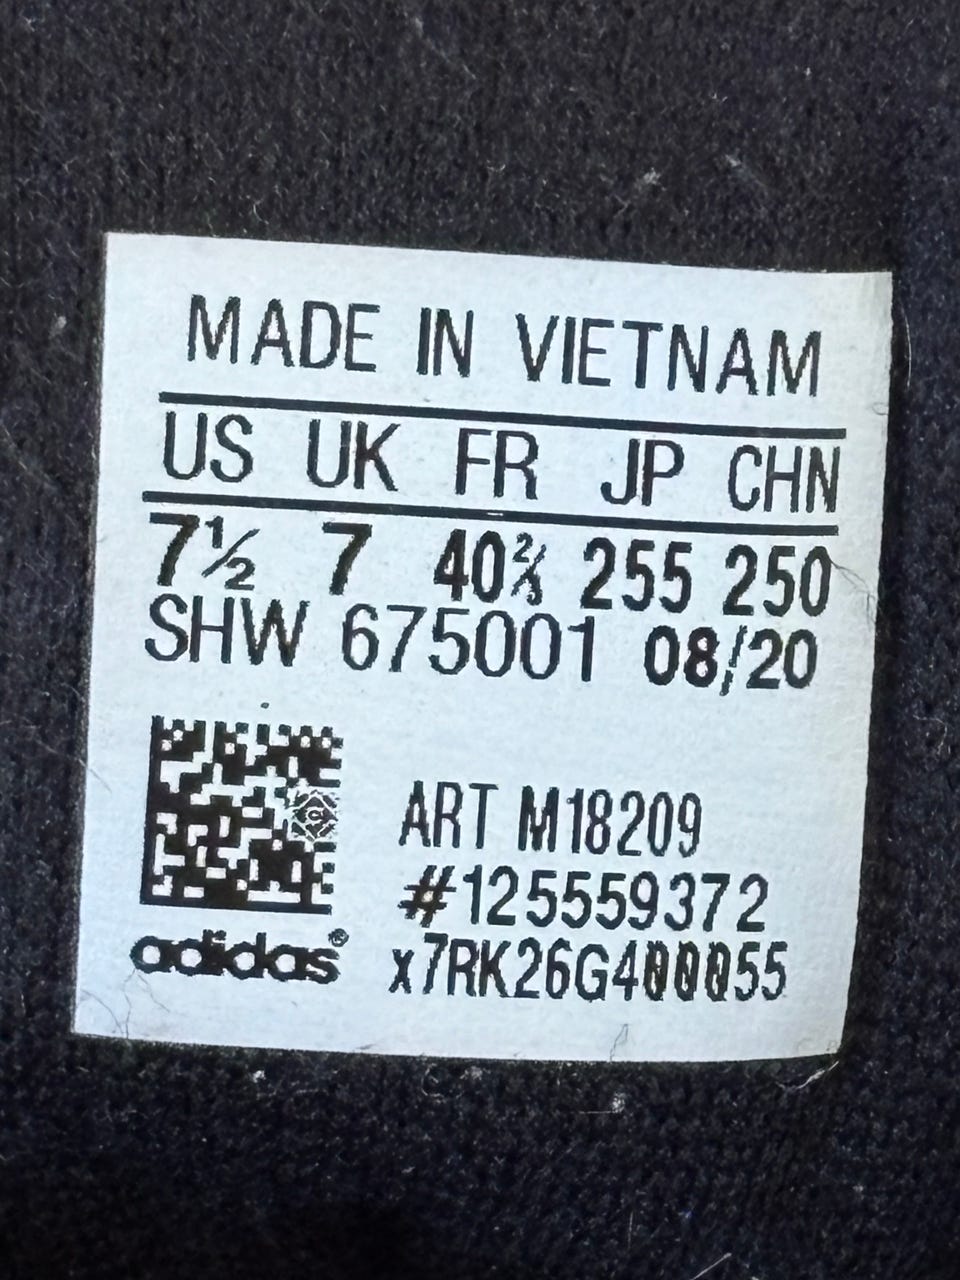 MADE IN VIETNAM
US UK FR JP CHN
7½ 7 40⅔ 255 250
SHW 675001 08/20
ART M18209
#125559372
adidas® x7RK26G400055